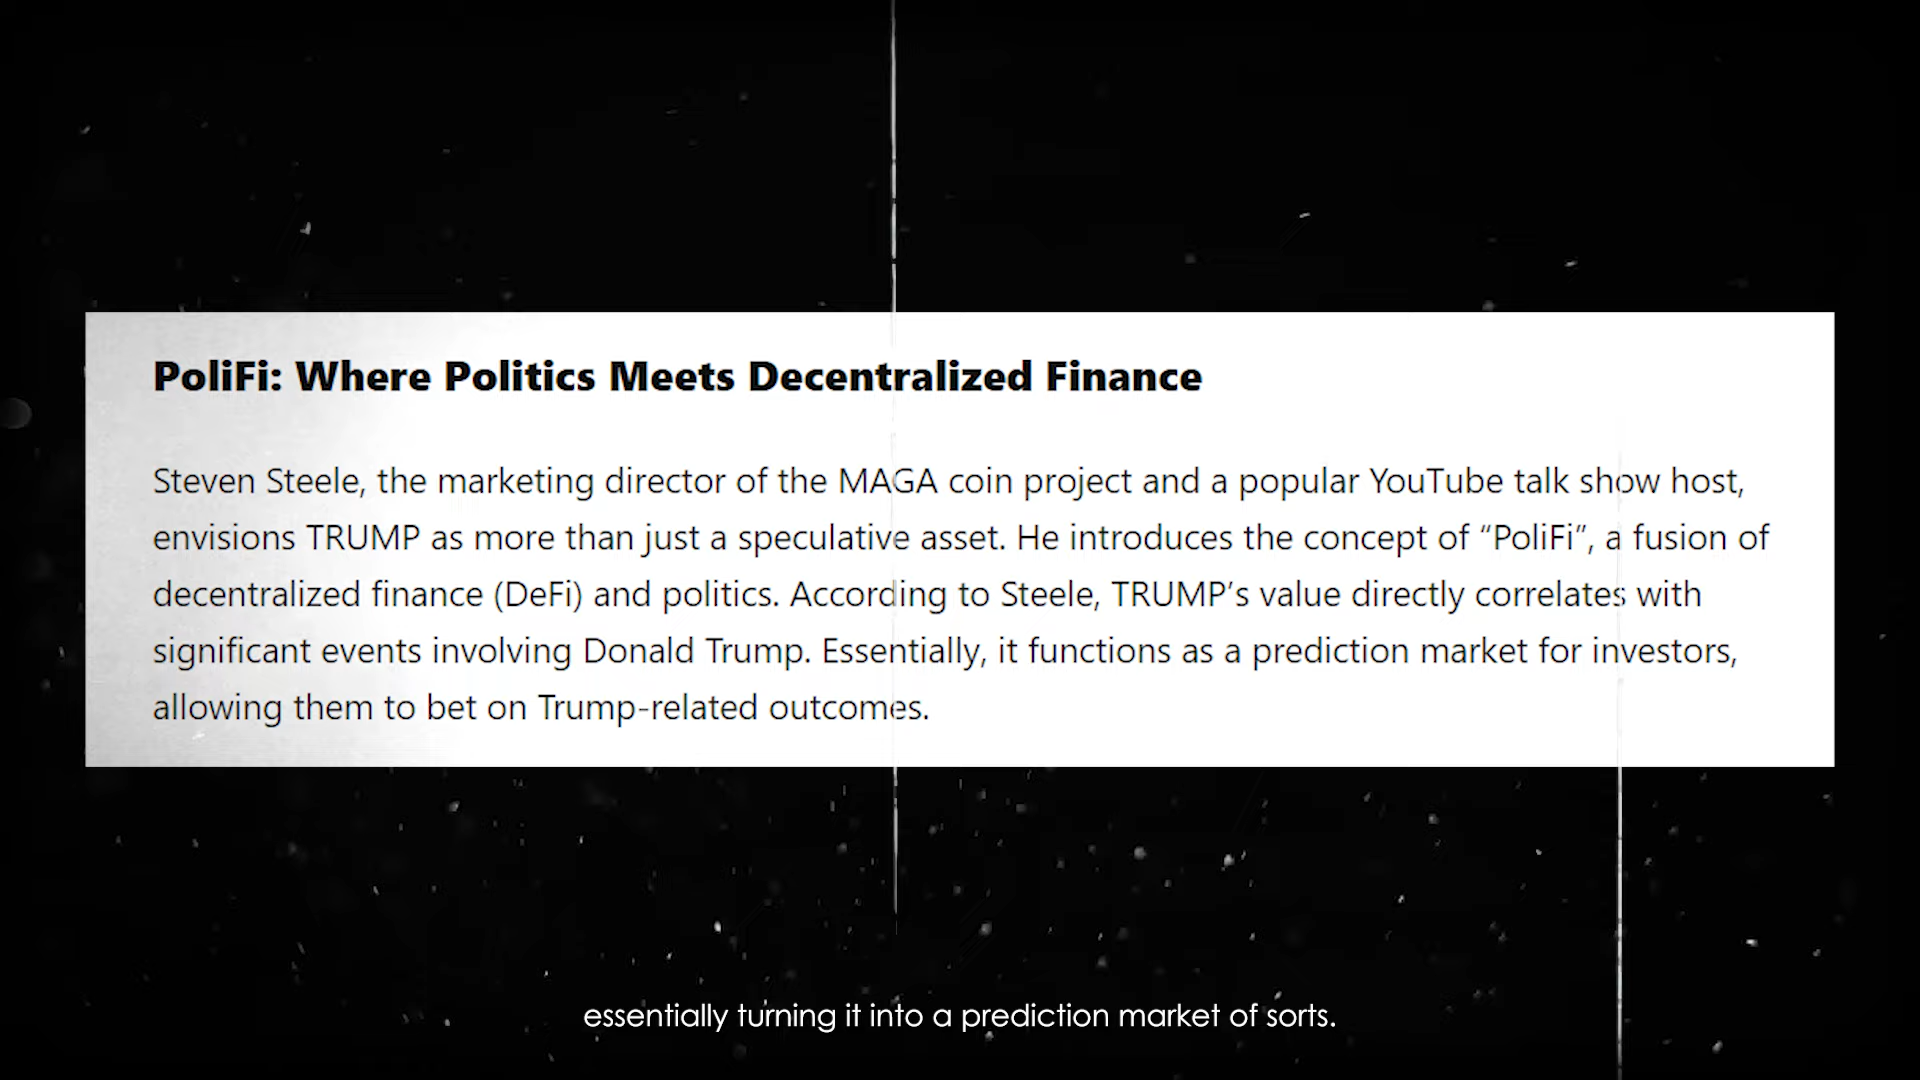 PoliFi: Where Politics Meets Decentralized Finance
Steven Steele, the marketing director of the MAGA coin project and a popular YouTube talk show host,
envisions TRUMP as more than just a speculative asset. He introduces the concept of “PoliFi”, a fusion of
decentralized finance (DeFi) and politics. According to Steele, TRUMP’s value directly correlates with
significant events involving Donald Trump. Essentially, it functions as a prediction market for investors,
allowing them to bet on Trump-related outcomes.
essentially turning it into a prediction market of sorts.